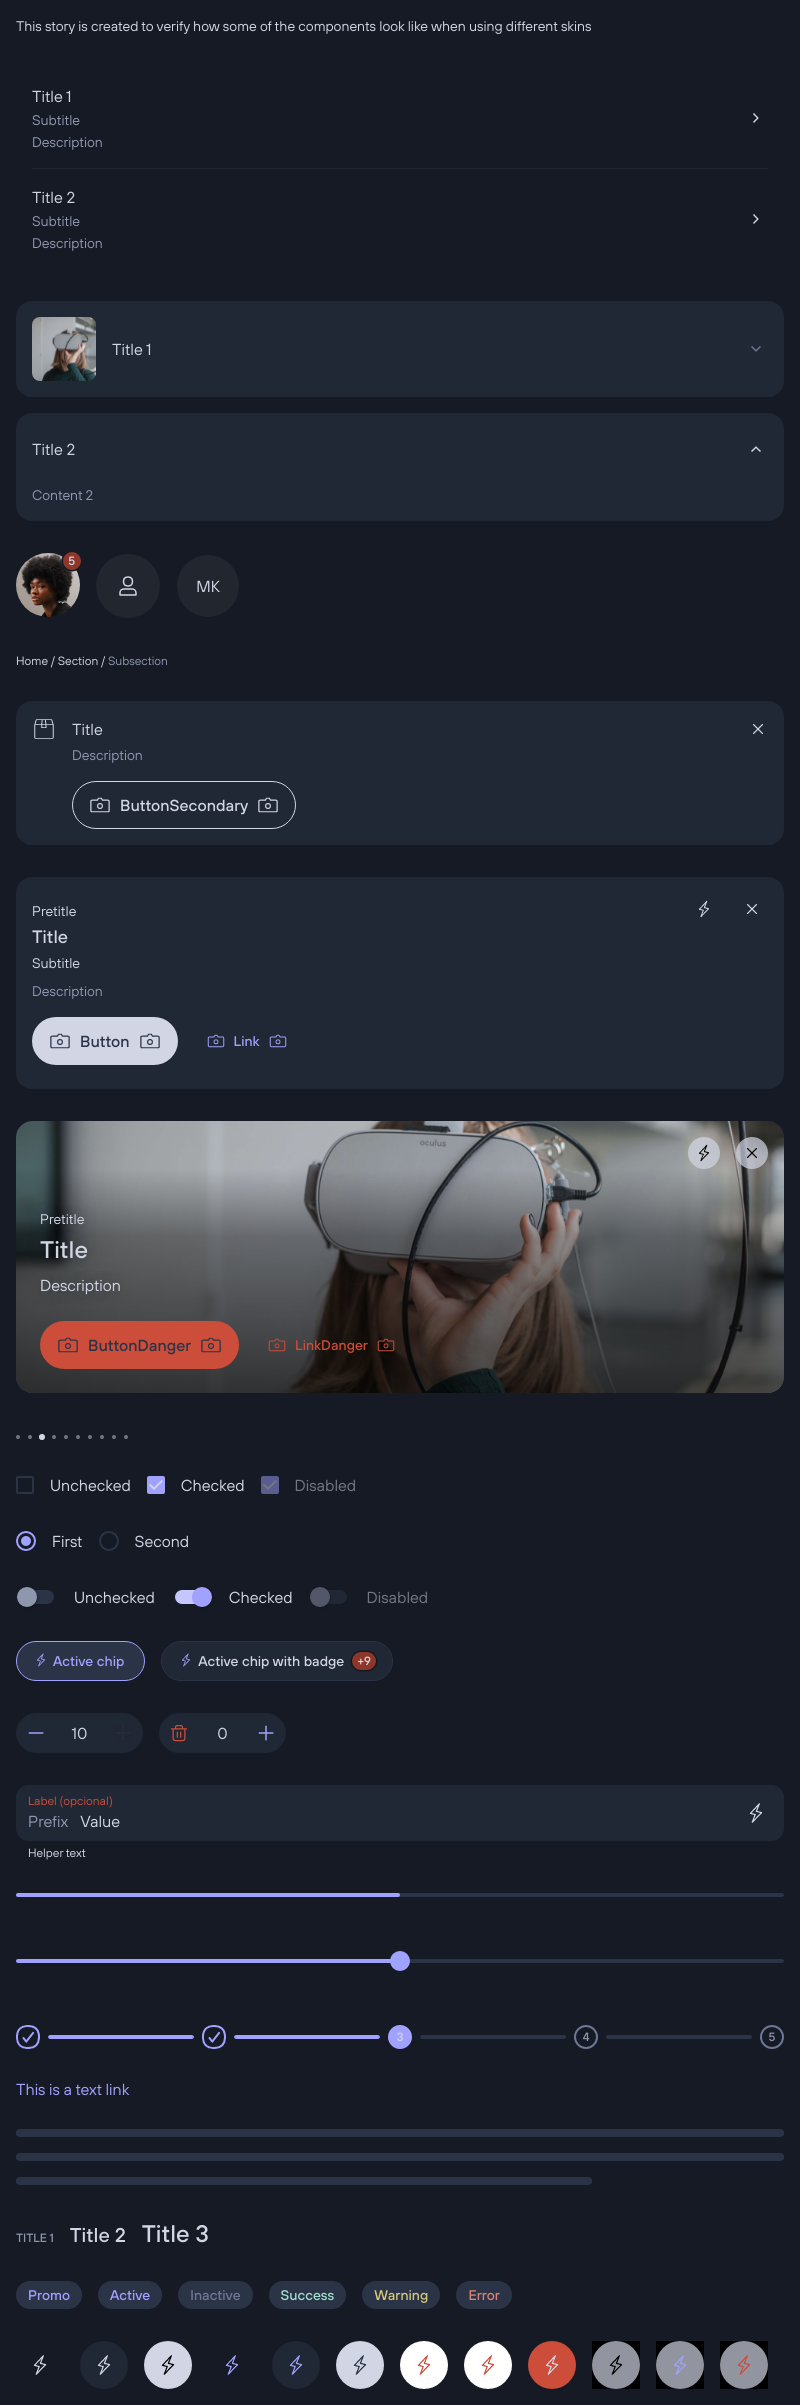 This story is created to verify how some of the components look like when using different skins
Title 1
Subtitle
Description
Title 2
Subtitle
Description
Title 1
Title 2
Content 2
5
MK
Home / Section / Subsection
Title
Description
ButtonSecondary
Pretitle
Title
Subtitle
Description
Button Link
oculus
Pretitle
Title
Description
ButtonDanger LinkDanger
Unchecked Checked Disabled
First Second
Unchecked Checked Disabled
Active chip Active chip with badge +9
10 0
Label (opcional)
Prefix Value
Helper text
3 4 5
This is a text link
TITLE 1 Title 2 Title 3
Promo Active Inactive Success Warning Error